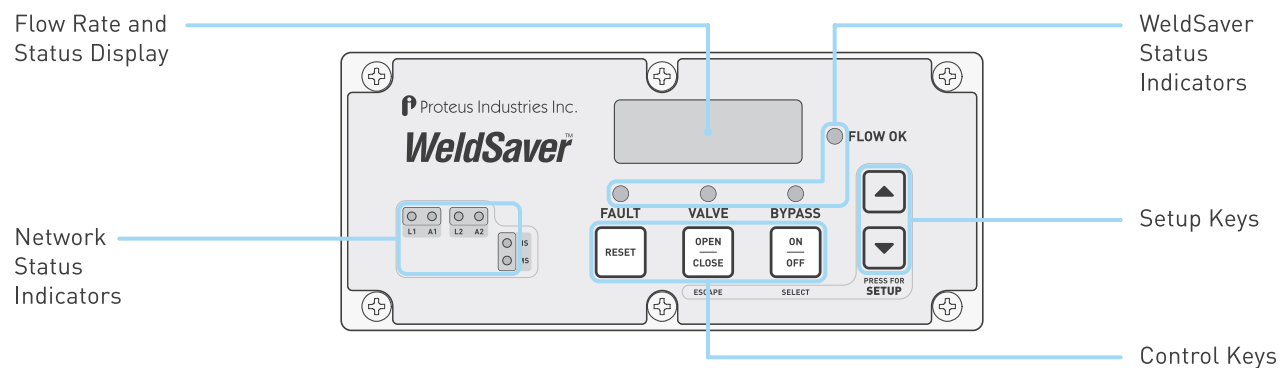 Flow Rate and
Status Display
WeldSaver
Status
Indicators
Proteus Industries Inc.
WeldSaver™
FLOW OK
FAULT VALVE BYPASS
L1 A1 L2 A2
RESET
OPEN
CLOSE
ON
OFF
MS
ESCAPE SELECT
PRESS FOR
SETUP
Network
Status
Indicators
Setup Keys
Control Keys